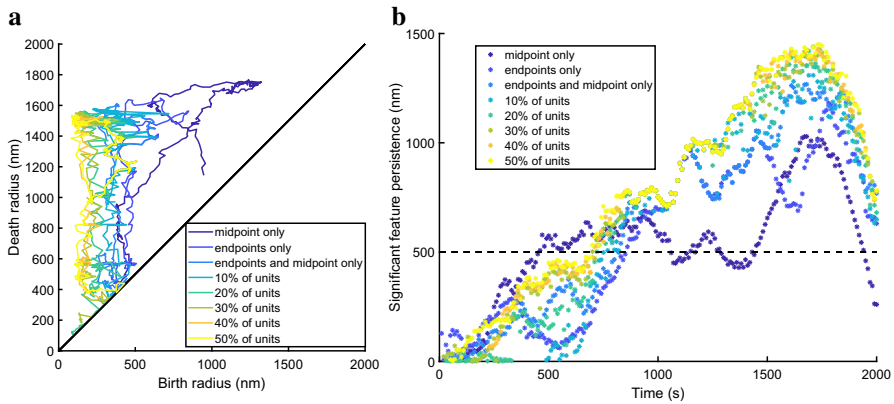 a
2000
1800
1600
1400
1200
1000
800
600
400
200
0
Death radius (nm)
midpoint only
endpoints only
endpoints and midpoint only
10% of units
20% of units
30% of units
40% of units
50% of units
0
500
1000
1500
2000
Birth radius (nm)
b
1500
1000
500
0
Significant feature persistence (nm)
midpoint only
endpoints only
endpoints and midpoint only
10% of units
20% of units
30% of units
40% of units
50% of units
0
500
1000
1500
2000
Time (s)